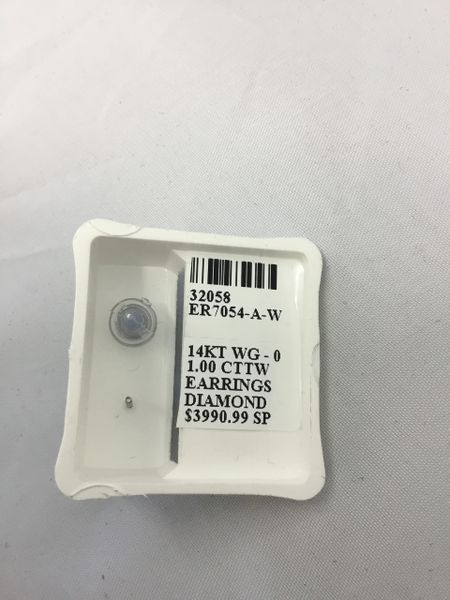 32058
ER7054-A-W
14KT WG - 0
1.00 CTTW
EARRINGS
DIAMOND
$3990.99 SP